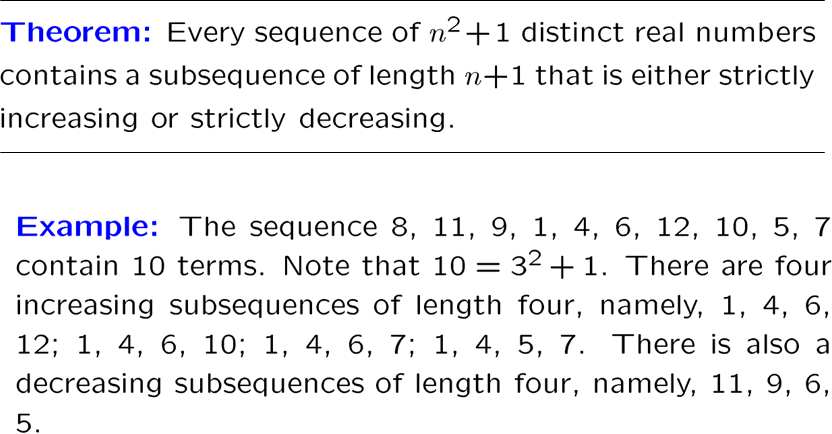 Theorem: Every sequence of n²+1 distinct real numbers
contains a subsequence of length n+1 that is either strictly
increasing or strictly decreasing.
Example: The sequence 8, 11, 9, 1, 4, 6, 12, 10, 5, 7
contain 10 terms. Note that 10 = 3² + 1. There are four
increasing subsequences of length four, namely, 1, 4, 6,
12; 1, 4, 6, 10; 1, 4, 6, 7; 1, 4, 5, 7. There is also a
decreasing subsequences of length four, namely, 11, 9, 6,
5.